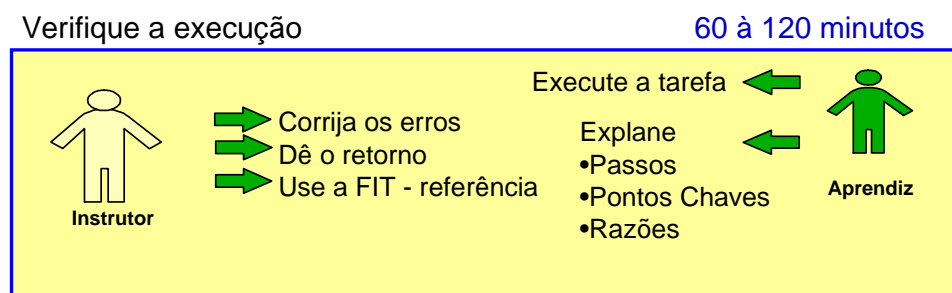 Verifique a execução
60 à 120 minutos
Instrutor
Corrija os erros
Dê o retorno
Use a FIT - referência
Execute a tarefa
Explane
•Passos
•Pontos Chaves
•Razões
Aprendiz